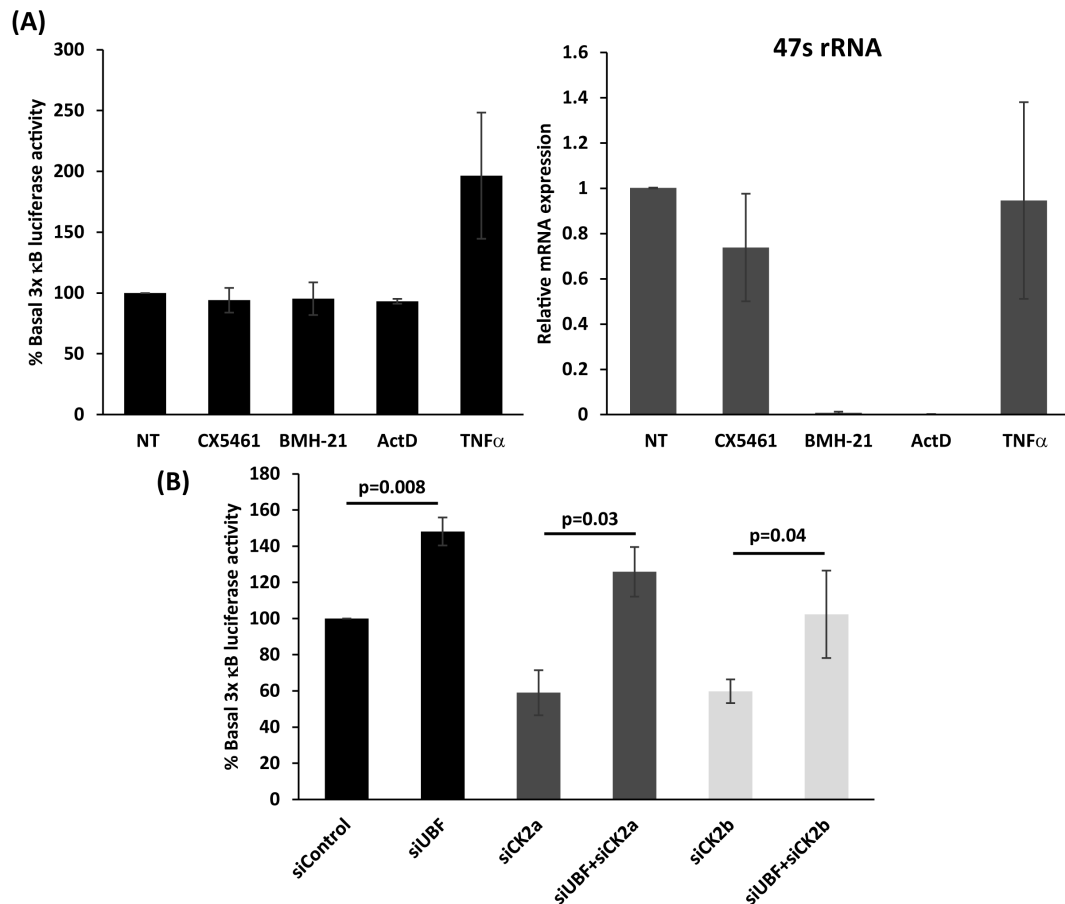 (A)
% Basal 3x κB luciferase activity
300
250
200
150
100
50
0
NT CX5461 BMH-21 ActD TNFα
47s rRNA
Relative mRNA expression
1.6
1.4
1.2
1
0.8
0.6
0.4
0.2
0
NT CX5461 BMH-21 ActD TNFα
(B)
% Basal 3x κB luciferase activity
180
160
140
120
100
80
60
40
20
0
p=0.008
p=0.03
p=0.04
siControl
siUBF
siCK2a
siUBF+siCK2a
siCK2b
siUBF+siCK2b